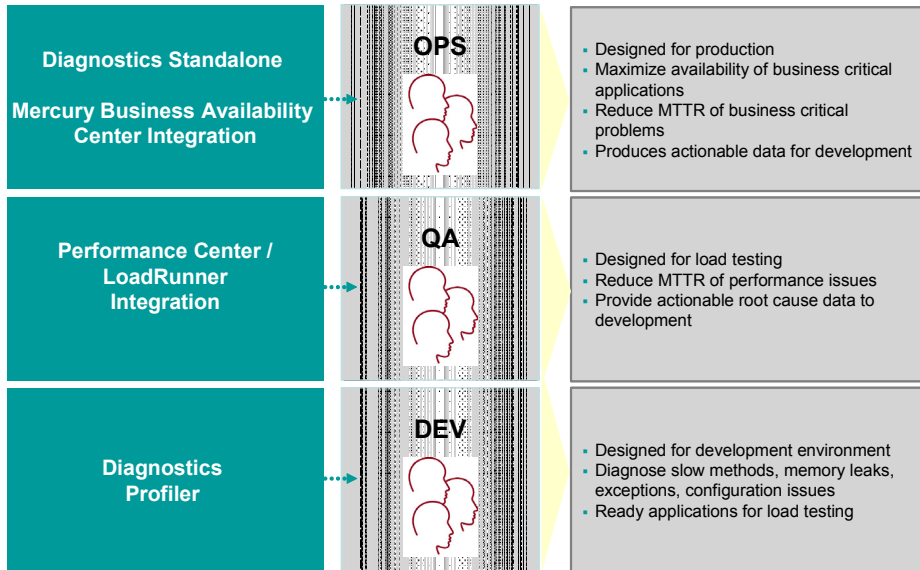 Diagnostics Standalone
Mercury Business Availability
Center Integration
OPS
▪ Designed for production
▪ Maximize availability of business critical
applications
▪ Reduce MTTR of business critical
problems
▪ Produces actionable data for development
Performance Center /
LoadRunner
Integration
QA
▪ Designed for load testing
▪ Reduce MTTR of performance issues
▪ Provide actionable root cause data to
development
Diagnostics
Profiler
DEV
▪ Designed for development environment
▪ Diagnose slow methods, memory leaks,
exceptions, configuration issues
▪ Ready applications for load testing